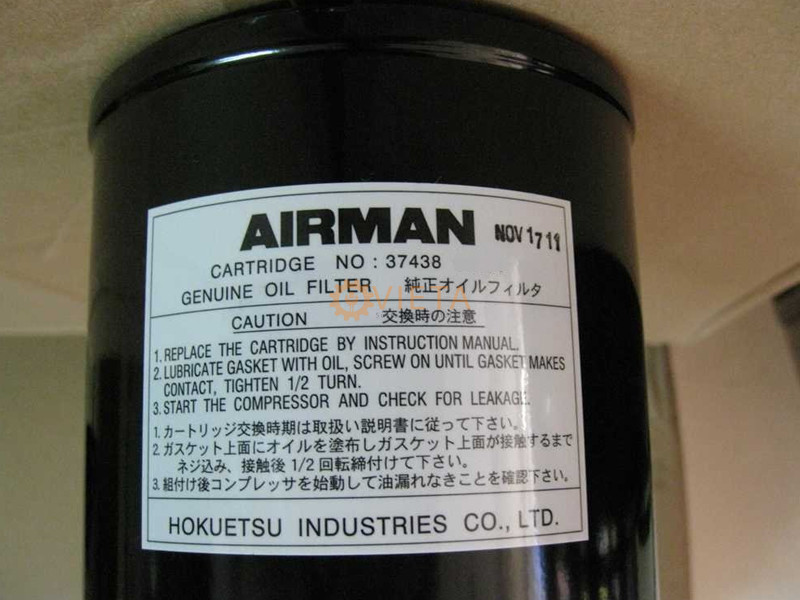 AIRMAN NOV 17 11
CARTRIDGE NO : 37438
GENUINE OIL FILTER 純正オイルフィルタ
VIETA
CAUTION 交換時の注意
1. REPLACE THE CARTRIDGE BY INSTRUCTION MANUAL.
2. LUBRICATE GASKET WITH OIL, SCREW ON UNTIL GASKET MAKES
CONTACT, TIGHTEN 1/2 TURN.
3. START THE COMPRESSOR AND CHECK FOR LEAKAGE.
1. カートリッジ交換時期は取扱い説明書に従って下さい。
2. ガスケット上面にオイルを塗布しガスケット上面が接触するまで
ネジ込み、接触後 1/2 回転締付けて下さい。
3. 組付け後コンプレッサを始動して油漏れなきことを確認下さい。
HOKUETSU INDUSTRIES CO., LTD.